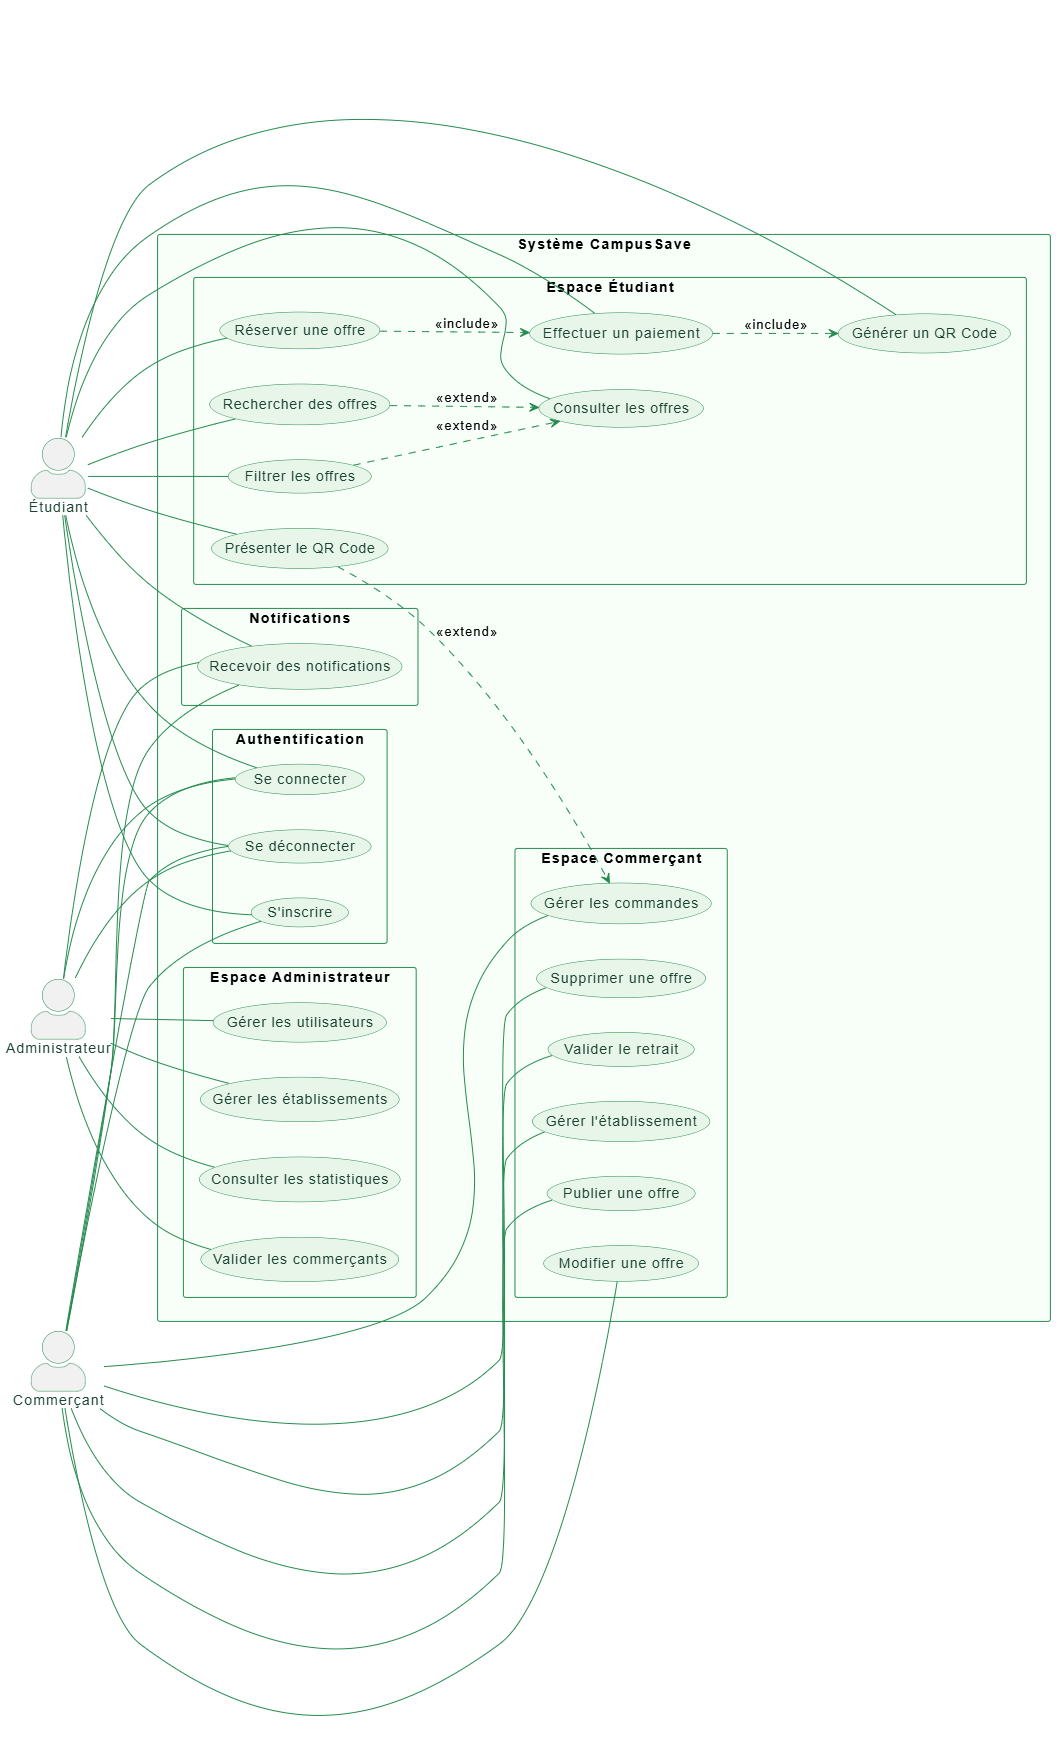 Système CampusSave
Espace Étudiant
Réserver une offre
«include»
Effectuer un paiement
«include»
Générer un QR Code
Rechercher des offres
«extend»
Consulter les offres
«extend»
Filtrer les offres
Étudiant
Présenter le QR Code
Notifications
«extend»
Recevoir des notifications
Authentification
Se connecter
Se déconnecter
S'inscrire
Espace Commerçant
Gérer les commandes
Supprimer une offre
Valider le retrait
Gérer l'établissement
Publier une offre
Modifier une offre
Espace Administrateur
Gérer les utilisateurs
Administrateur
Gérer les établissements
Consulter les statistiques
Valider les commerçants
Commerçant